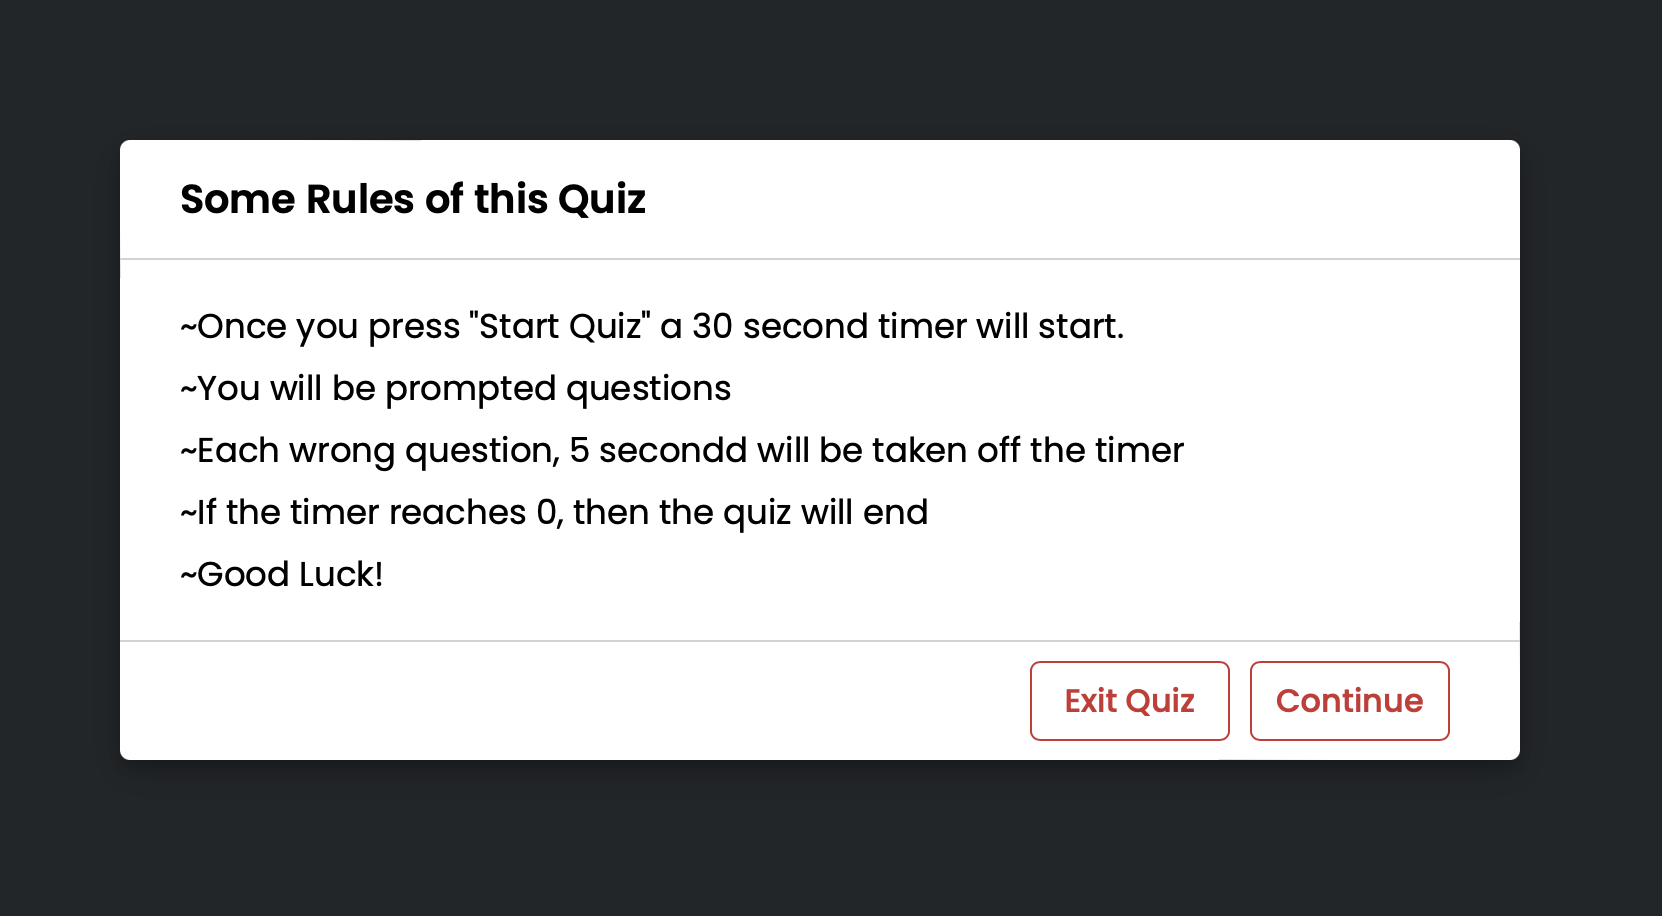 Some Rules of this Quiz
~Once you press "Start Quiz" a 30 second timer will start.
~You will be prompted questions
~Each wrong question, 5 secondd will be taken off the timer
~If the timer reaches 0, then the quiz will end
~Good Luck!
Exit Quiz
Continue